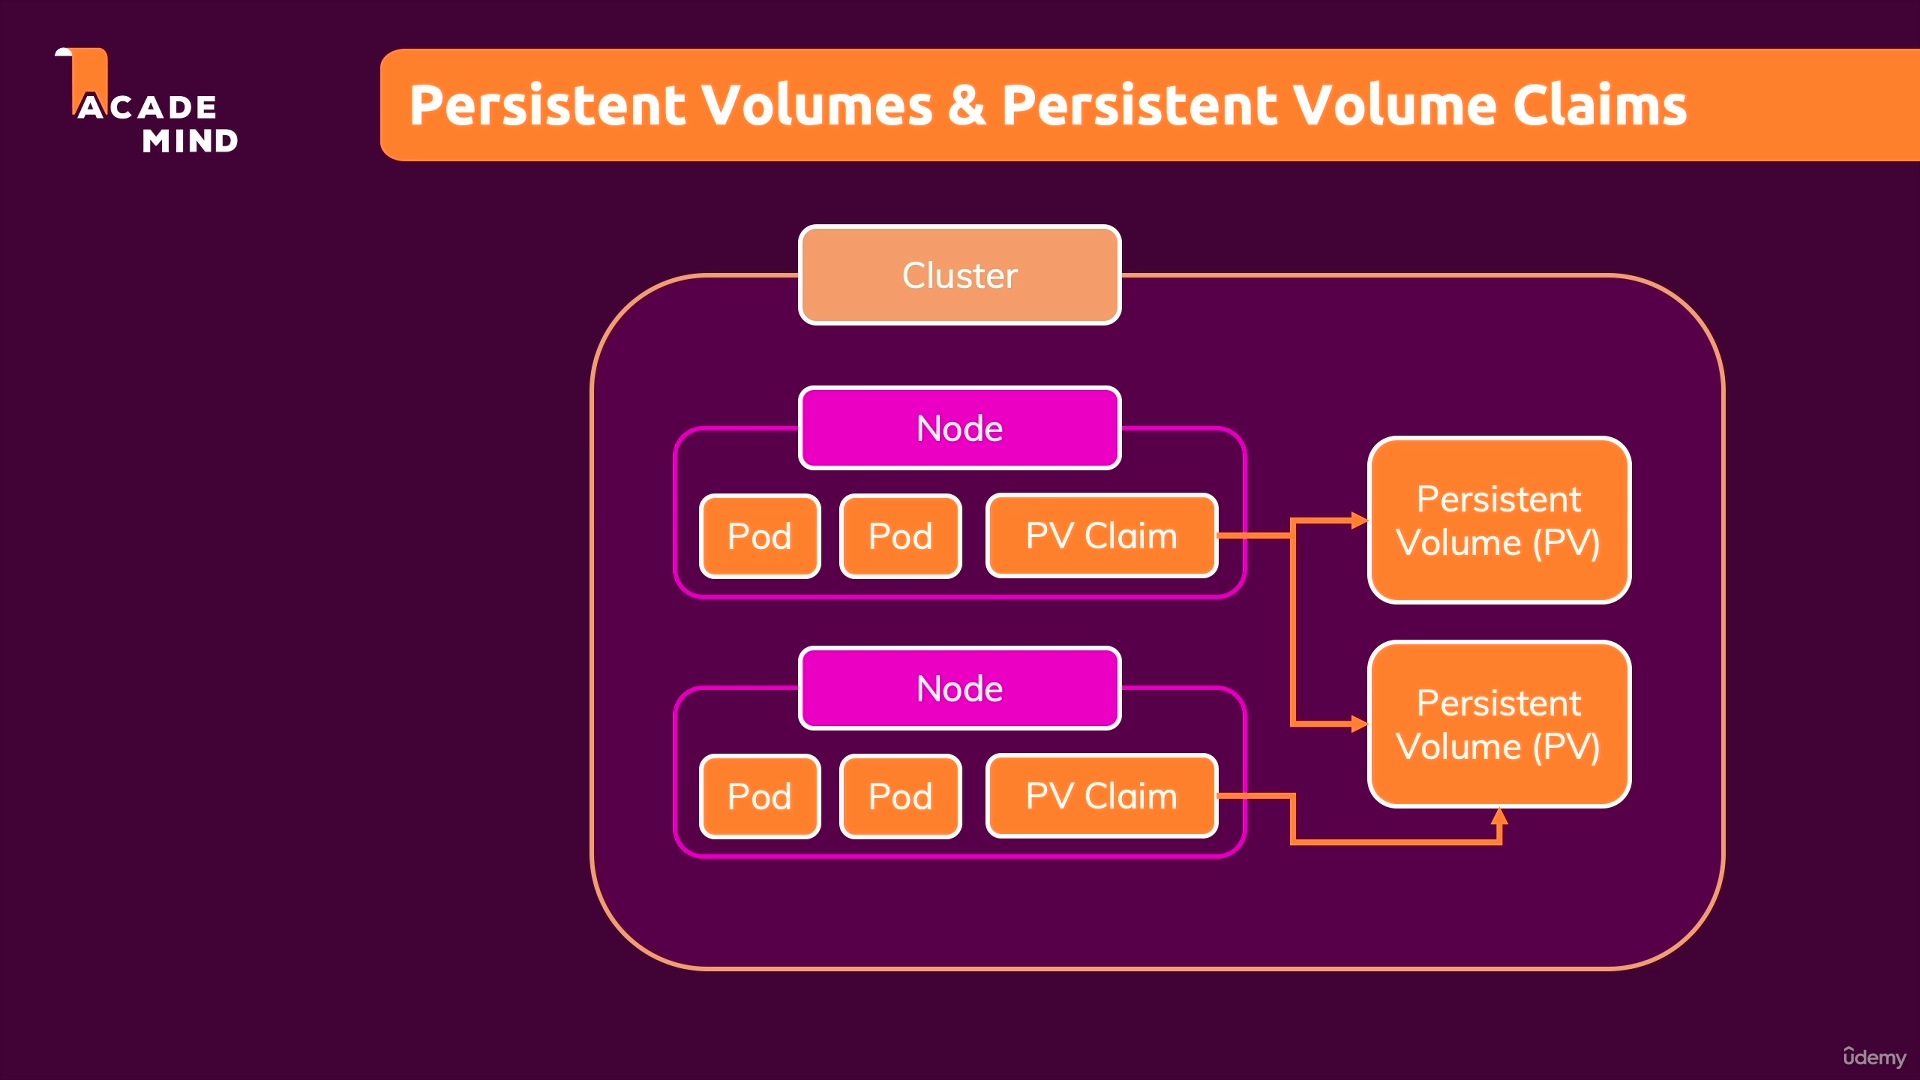 ACADE
MIND
Persistent Volumes & Persistent Volume Claims
Cluster
Node
Pod
Pod
PV Claim
Persistent
Volume (PV)
Node
Pod
Pod
PV Claim
Persistent
Volume (PV)
ûdemy